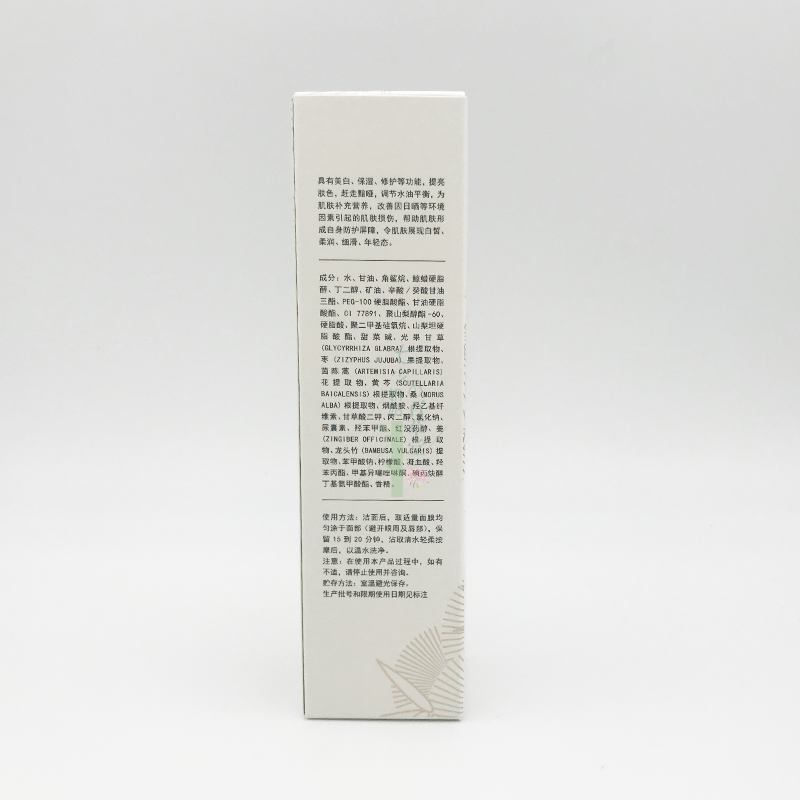 具有美白、保湿、修护等功能，提亮
肤色，赶走黯哑，调节水油平衡，为
肌肤补充营养，改善因日晒等环境
因素引起的肌肤损伤，帮助肌肤形
成自身防护屏障，令肌肤展现白皙、
柔润、细滑、年轻态。
成分：水、甘油、角鲨烷、鲸蜡硬脂
醇、丁二醇、矿油、辛酸/癸酸甘油
三酯、PEG-100硬脂酸酯、甘油硬脂
酸酯、CI 77891、聚山梨醇酯-60、
硬脂酸、聚二甲基硅氧烷、山梨坦硬
脂酸酯、甜菜碱、光果甘草
(GLYCYRRHIZA GLABRA)根提取物、
枣(ZIZYPHUS JUJUBA)果提取物、
茵陈蒿(ARTEMISIA CAPILLARIS)
花提取物、黄芩(SCUTELLARIA
BAICALENSIS)根提取物、桑(MORUS
ALBA)根提取物、烟酰胺、羟乙基纤
维素、甘草酸二钾、丙二醇、氯化钠、
尿囊素、羟苯甲酯、红没药醇、姜
(ZINGIBER OFFICINALE)根提取
物、龙头竹(BAMBUSA VULGARIS)提
取物、苯甲酸钠、柠檬酸、凝血酸、羟
苯丙酯、甲基异噻唑啉酮、碘丙炔醇
丁基氨甲酸酯、香精。
使用方法：洁面后，取适量面膜均
匀涂于面部（避开眼周及唇部），保
留15到20分钟，沾取清水轻柔按
摩后，以温水洗净。
注意：在使用本产品过程中，如有
不适，请停止使用并咨询。
贮存方法：室温避光保存。
生产批号和限期使用日期见标注